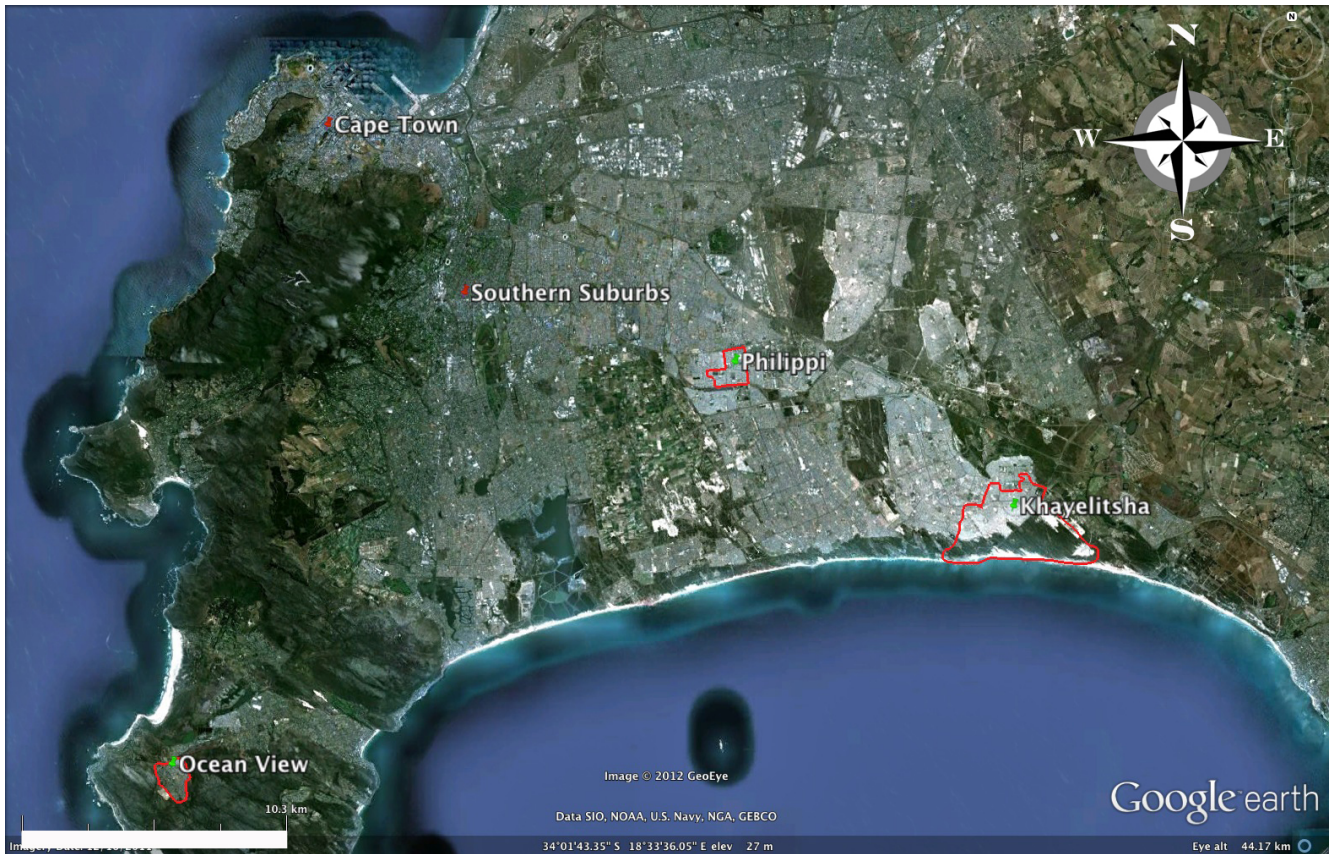 N
N
Cape Town
W
E
S
Southern Suburbs
Philippi
Khayelitsha
Ocean View
Image © 2012 GeoEye
10.3 km
Google earth
Data SIO, NOAA, U.S. Navy, NGA, GEBCO
34°01'43.35" S 18°33'36.05" E elev 27 m
Eye alt 44.17 km